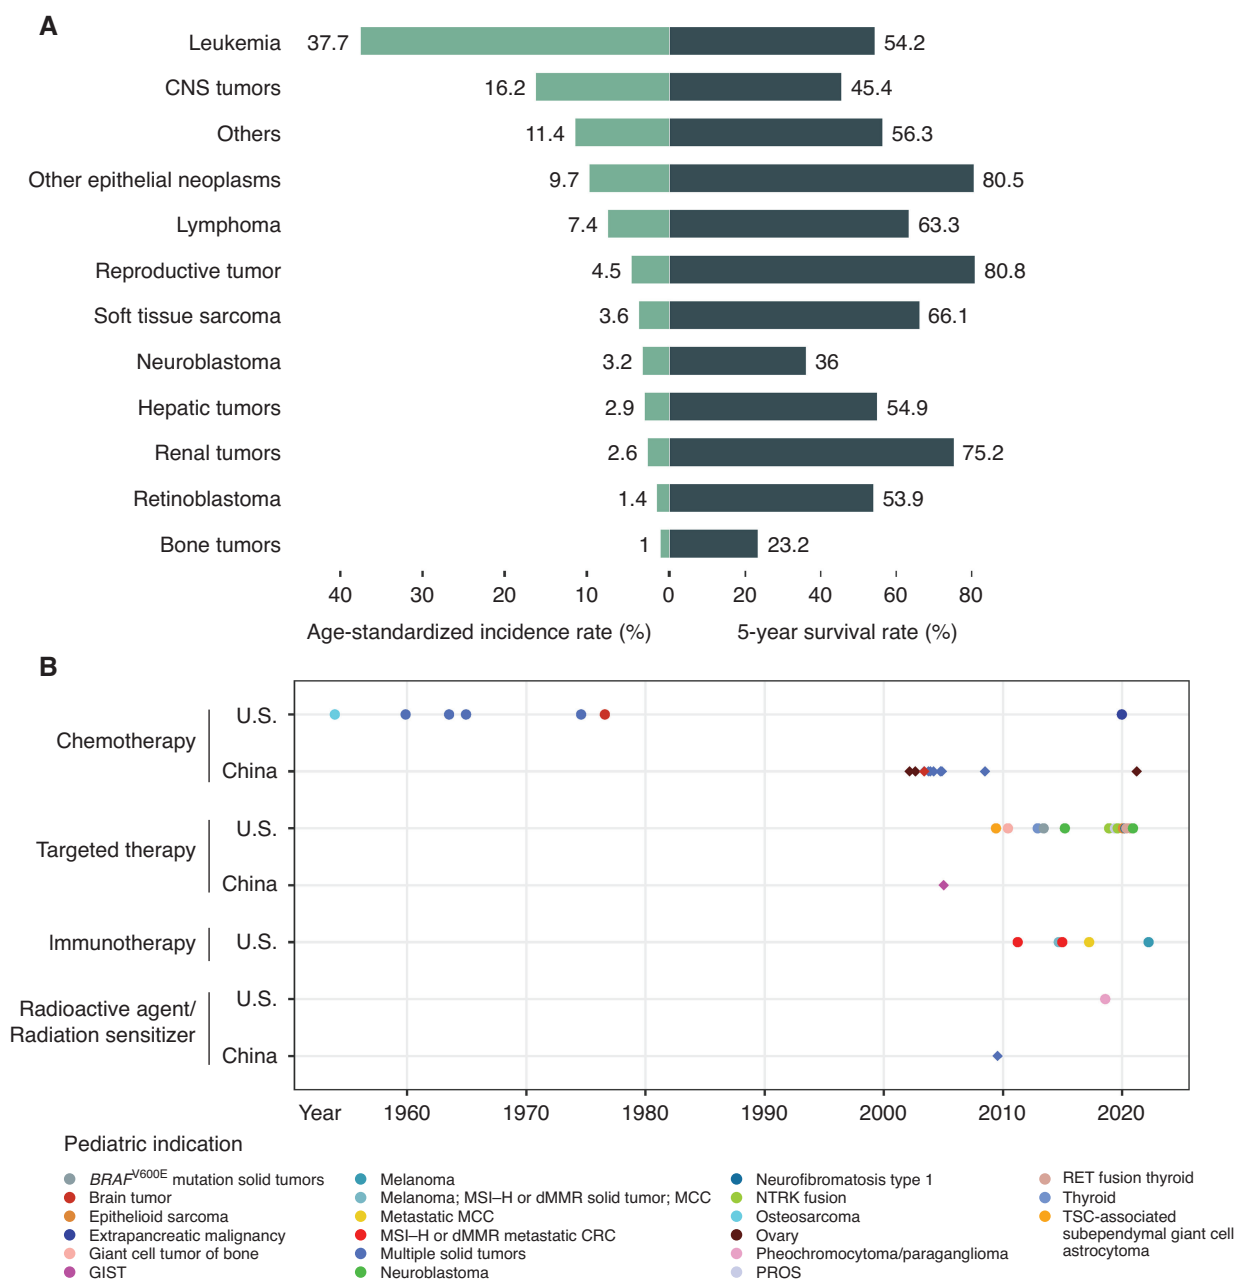 A
Leukemia 37.7 54.2
CNS tumors 16.2 45.4
Others 11.4 56.3
Other epithelial neoplasms 9.7 80.5
Lymphoma 7.4 63.3
Reproductive tumor 4.5 80.8
Soft tissue sarcoma 3.6 66.1
Neuroblastoma 3.2 36
Hepatic tumors 2.9 54.9
Renal tumors 2.6 75.2
Retinoblastoma 1.4 53.9
Bone tumors 1 23.2
40 30 20 10 0 20 40 60 80
Age-standardized incidence rate (%) 5-year survival rate (%)
B
Chemotherapy
U.S.
China
Targeted therapy
U.S.
China
Immunotherapy
U.S.
Radioactive agent/
Radiation sensitizer
U.S.
China
Year 1960 1970 1980 1990 2000 2010 2020
Pediatric indication
BRAFV600E mutation solid tumors
Brain tumor
Epithelioid sarcoma
Extrapancreatic malignancy
Giant cell tumor of bone
GIST
Melanoma
Melanoma; MSI–H or dMMR solid tumor; MCC
Metastatic MCC
MSI–H or dMMR metastatic CRC
Multiple solid tumors
Neuroblastoma
Neurofibromatosis type 1
NTRK fusion
Osteosarcoma
Ovary
Pheochromocytoma/paraganglioma
PROS
RET fusion thyroid
Thyroid
TSC-associated
subependymal giant cell
astrocytoma